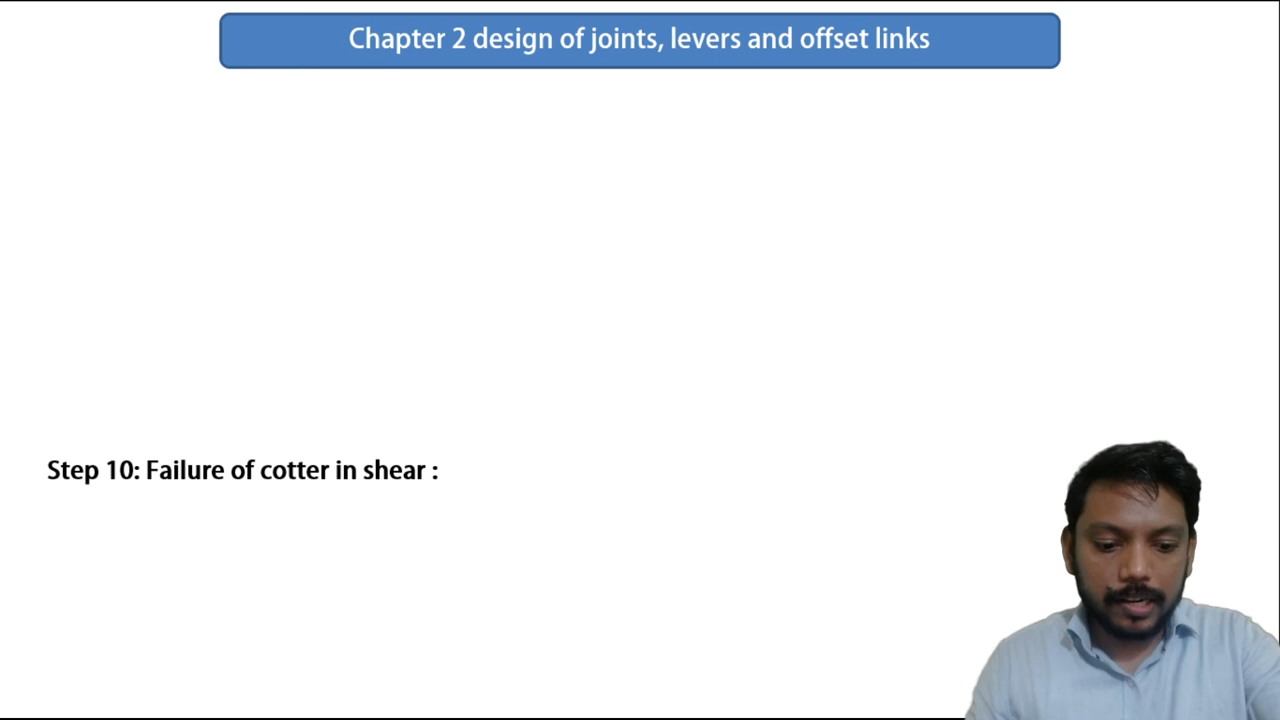 Chapter 2 design of joints, levers and offset links
Step 10: Failure of cotter in shear :